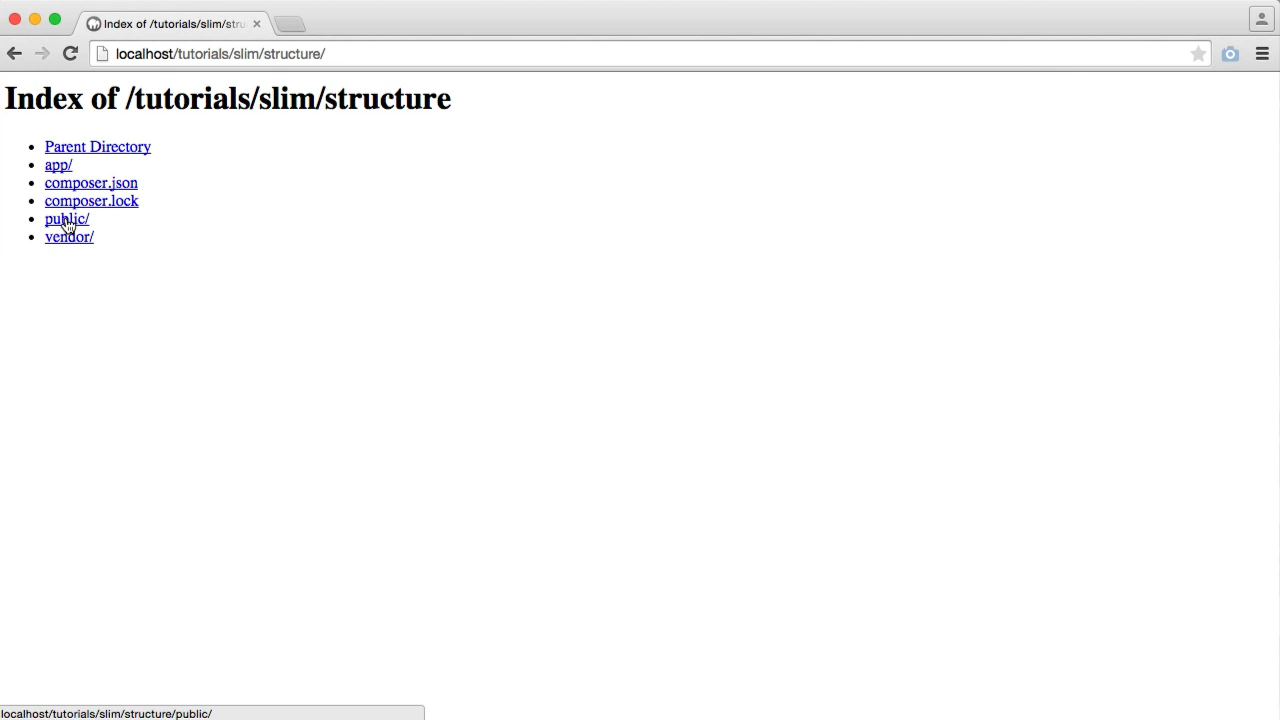 Index of /tutorials/slim/stru
localhost/tutorials/slim/structure/
Index of /tutorials/slim/structure
Parent Directory
app/
composer.json
composer.lock
public/
vendor/
localhost/tutorials/slim/structure/public/